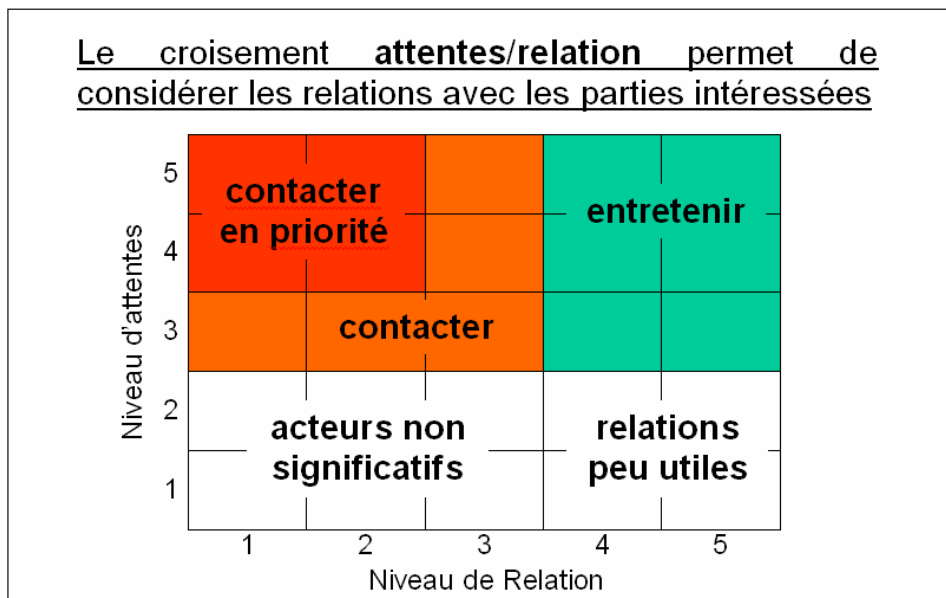 Le croisement attentes/relation permet de
considérer les relations avec les parties intéressées
5
contacter
en priorité
entretenir
4
3
contacter
Niveau d'attentes
2
acteurs non
significatifs
relations
peu utiles
1
1 2 3 4 5
Niveau de Relation